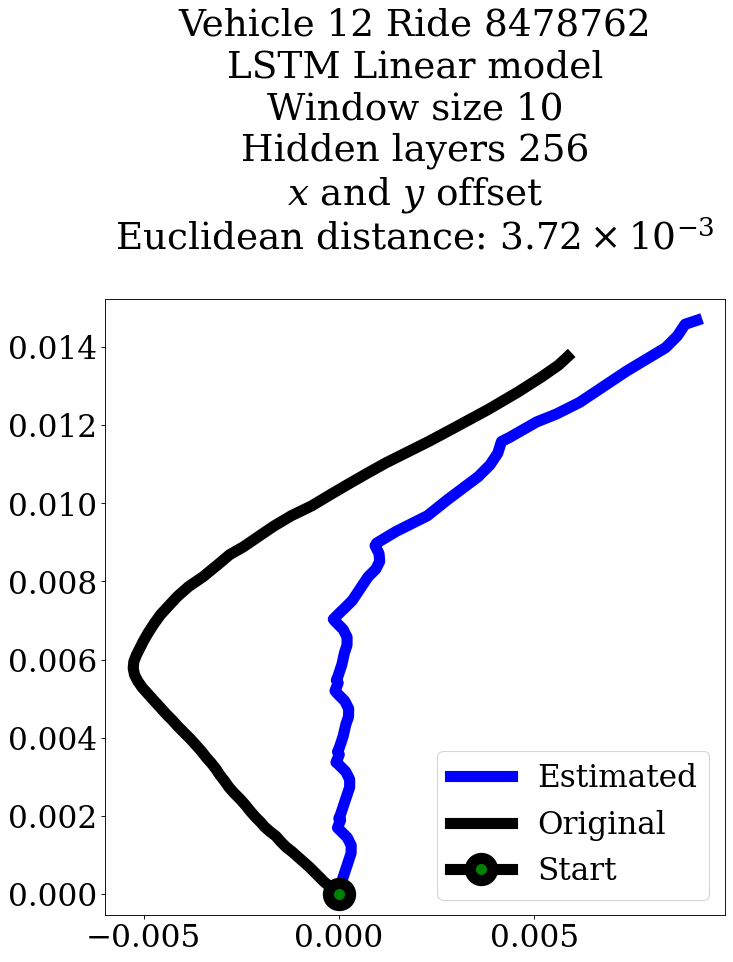 Vehicle 12 Ride 8478762
LSTM Linear model
Window size 10
Hidden layers 256
x and y offset
Euclidean distance: 3.72 × 10⁻³
0.014
0.012
0.010
0.008
0.006
0.004
0.002
0.000
−0.005
0.000
0.005
Estimated
Original
Start